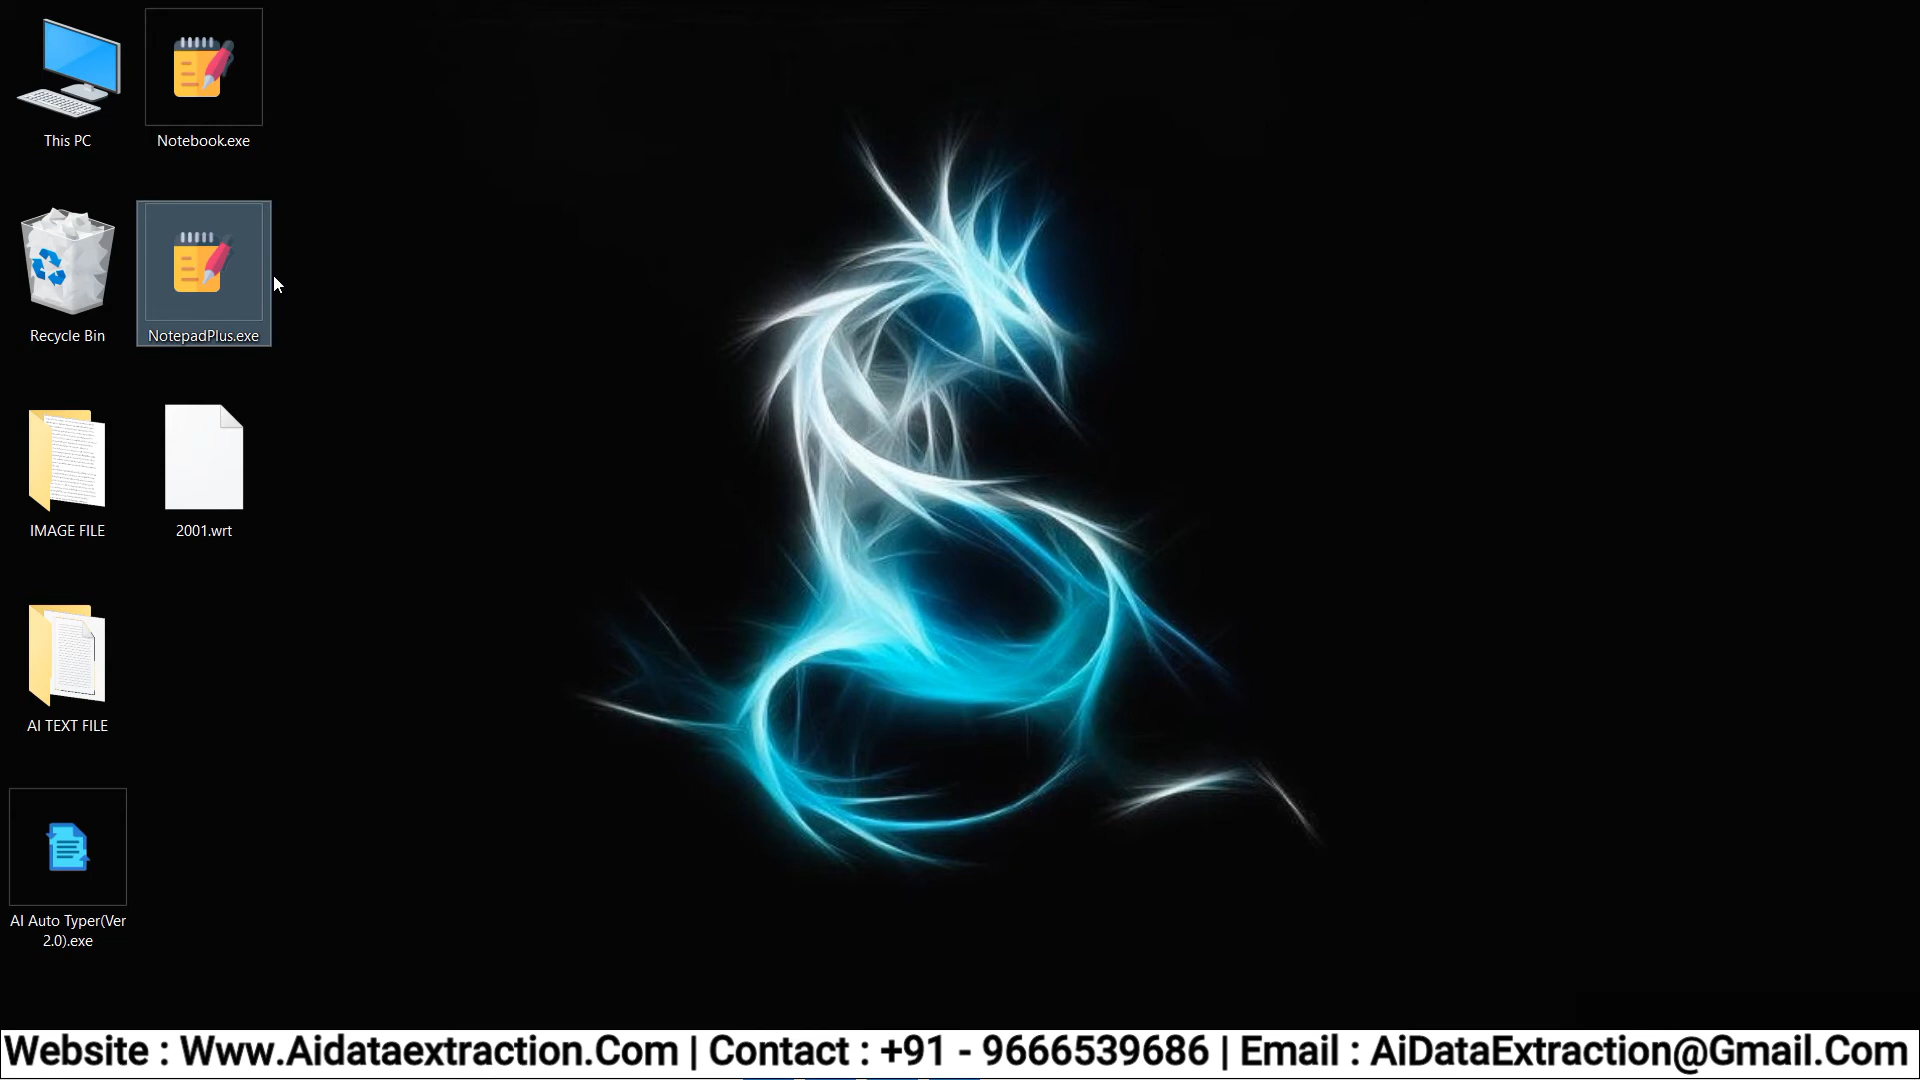 This PC
Notebook.exe
Recycle Bin
NotepadPlus.exe
IMAGE FILE
2001.wrt
AI TEXT FILE
AI Auto Typer(Ver
2.0).exe
Website : Www.Aidataextraction.Com | Contact : +91 - 9666539686 | Email : AiDataExtraction@Gmail.Com